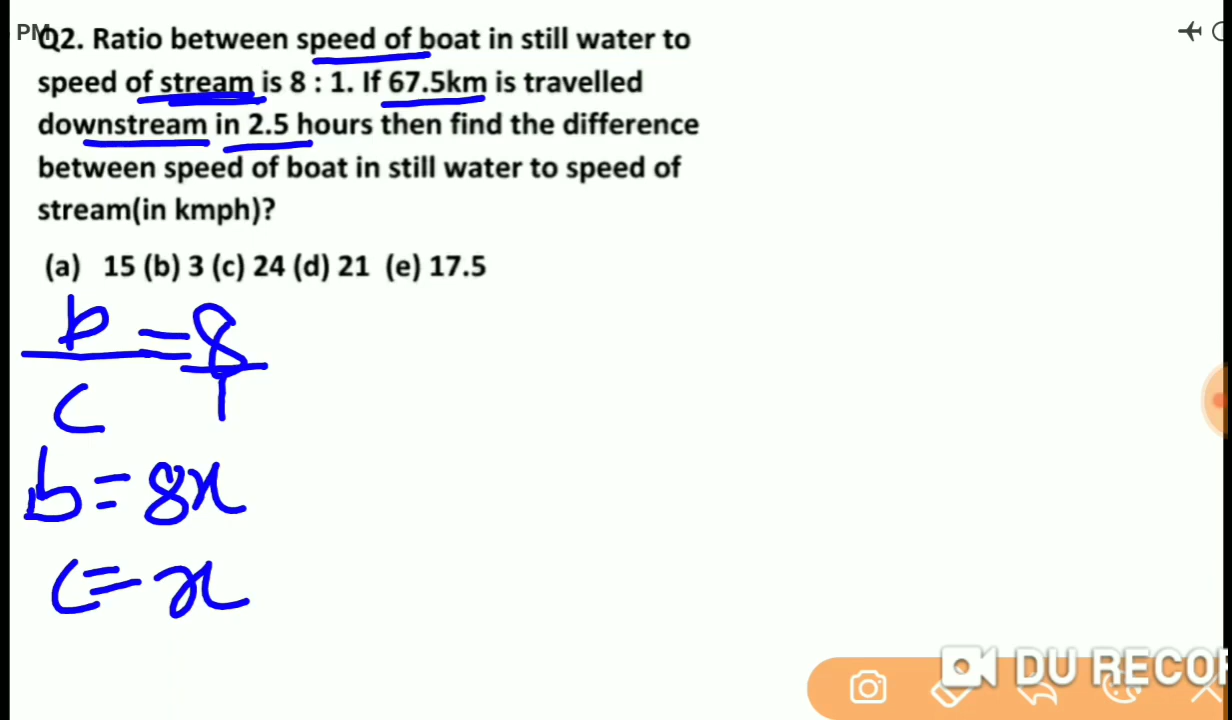 PM
Q2. Ratio between speed of boat in still water to
speed of stream is 8 : 1. If 67.5km is travelled
downstream in 2.5 hours then find the difference
between speed of boat in still water to speed of
stream(in kmph)?
(a) 15 (b) 3 (c) 24 (d) 21 (e) 17.5
b/c = 8/1
b = 8x
c = x
DU RECOR